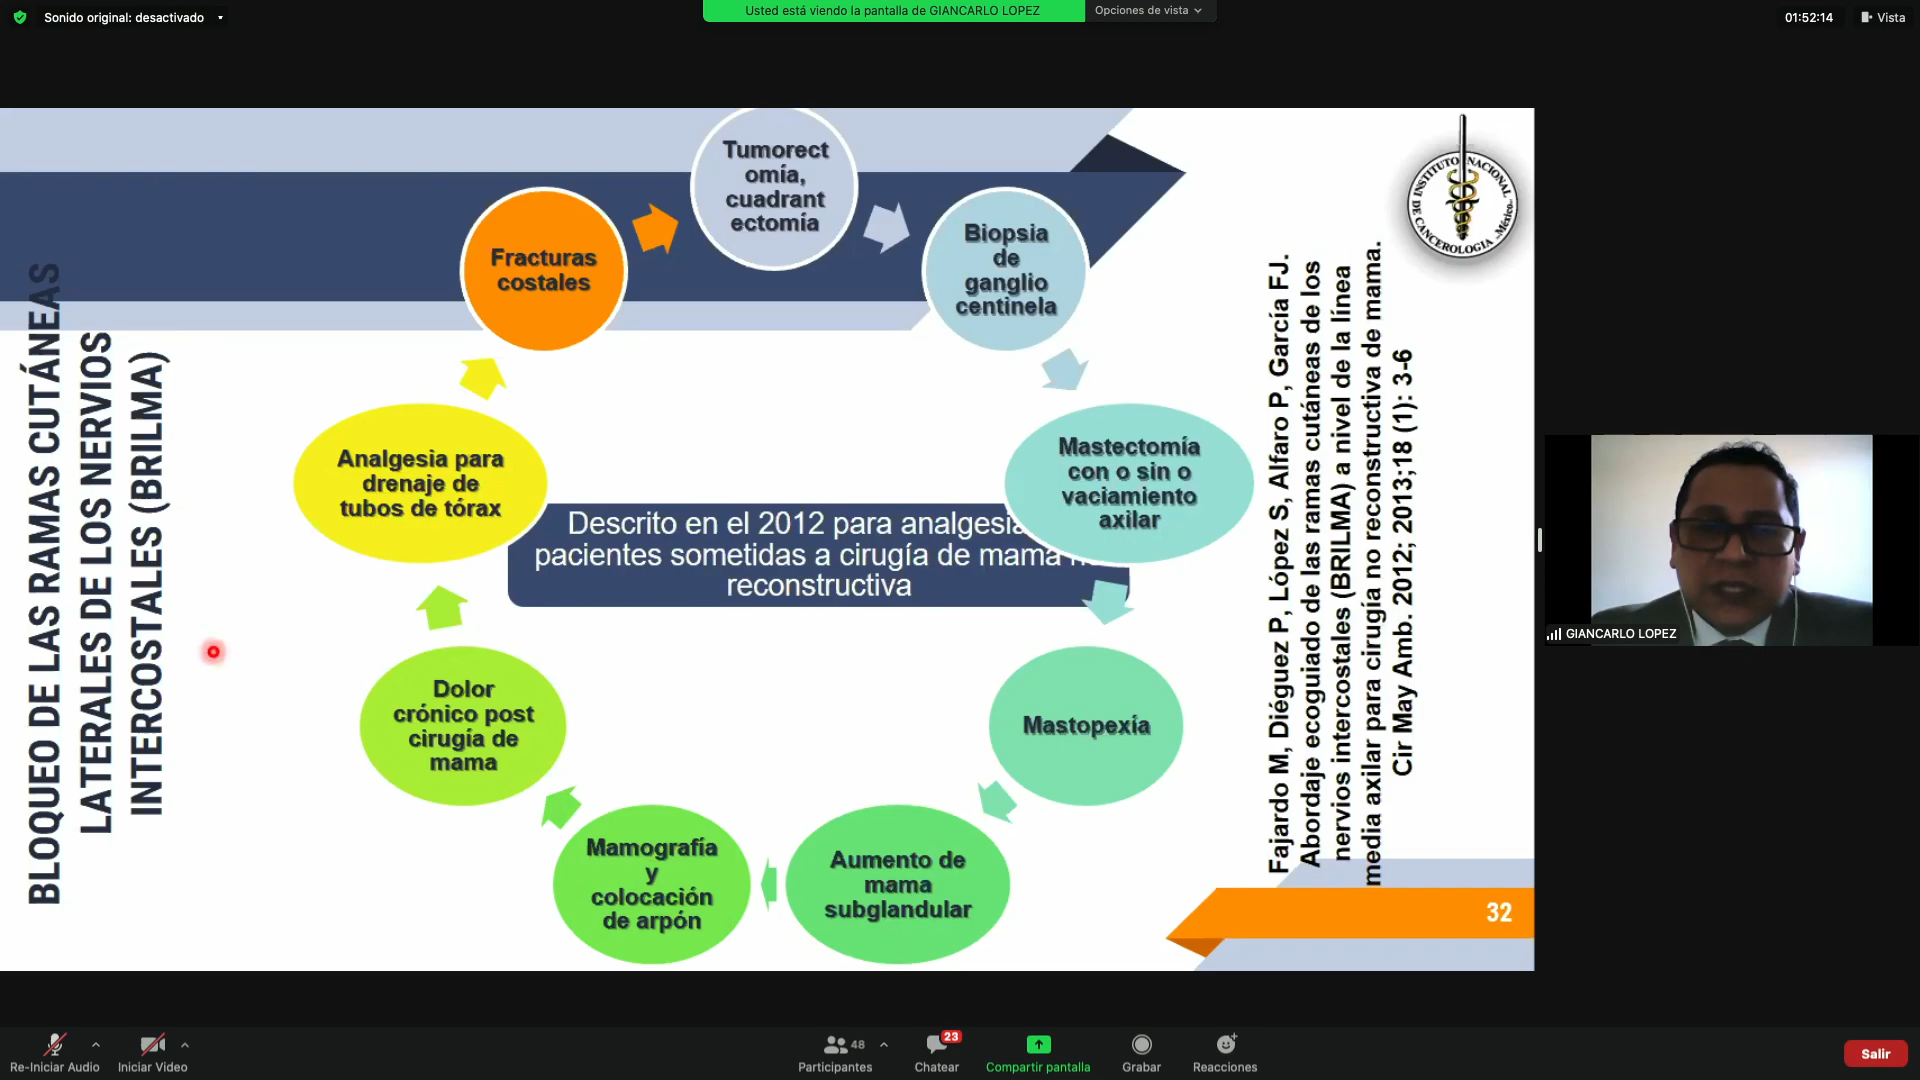 Sonido original: desactivado
Usted está viendo la pantalla de GIANCARLO LOPEZ
Opciones de vista
01:52:14
Vista
BLOQUEO DE LAS RAMAS CUTÁNEAS
LATERALES DE LOS NERVIOS
INTERCOSTALES (BRILMA)
Tumorect
omía,
cuadrant
ectomía
Biopsia
de
ganglio
centinela
Mastectomía
con o sin o
vaciamiento
axilar
Mastopexía
Aumento de
mama
subglandular
Mamografía
y
colocación
de arpón
Dolor
crónico post
cirugía de
mama
Analgesia para
drenaje de
tubos de tórax
Fracturas
costales
Descrito en el 2012 para analgesia
pacientes sometidas a cirugía de mama
reconstructiva
INSTITUTO NACIONAL
DE CANCEROLOGIA
México
Fajardo M, Diéguez P, López S, Alfaro P, García FJ.
Abordaje ecoguiado de las ramas cutáneas de los
nervios intercostales (BRILMA) a nivel de la línea
media axilar para cirugía no reconstructiva de mama.
Cir May Amb. 2012; 2013;18 (1): 3-6
32
GIANCARLO LOPEZ
Re-Iniciar Audio
Iniciar Video
48
Participantes
23
Chatear
Compartir pantalla
Grabar
Reacciones
Salir